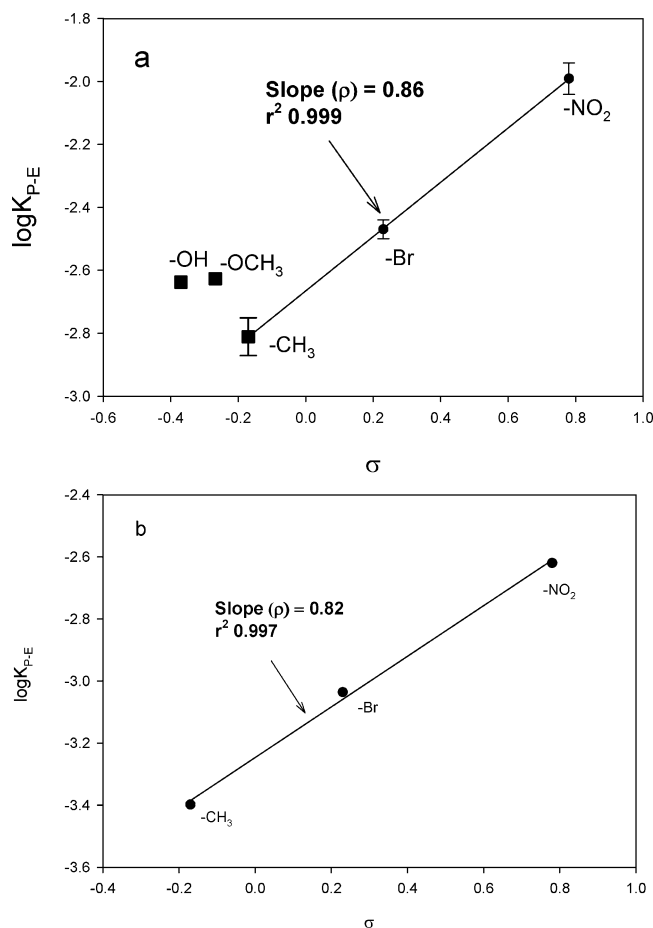 a
-1.8
-2.0
-2.2
-2.4
-2.6
-2.8
-3.0
logK_P-E
Slope (ρ) = 0.86
r² 0.999
-NO₂
-Br
-OH
-OCH₃
-CH₃
-0.6 -0.4 -0.2 0.0 0.2 0.4 0.6 0.8 1.0
σ
b
-2.4
-2.6
-2.8
-3.0
-3.2
-3.4
-3.6
logK_P-E
Slope (ρ) = 0.82
r² 0.997
-NO₂
-Br
-CH₃
-0.4 -0.2 0.0 0.2 0.4 0.6 0.8 1.0
σ